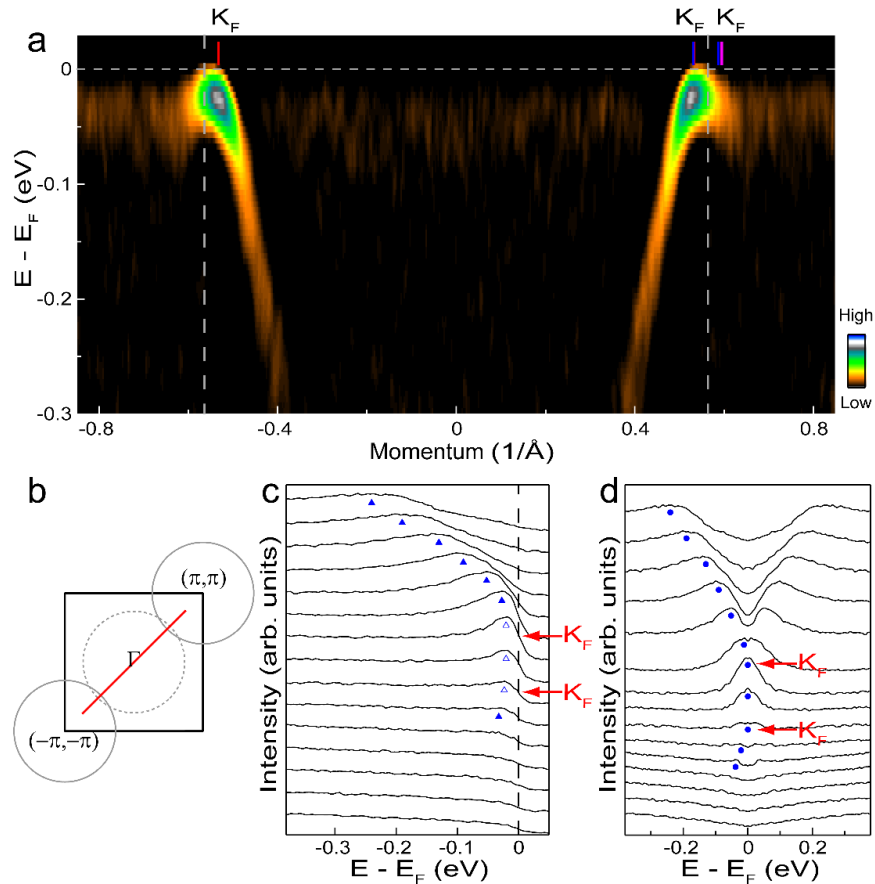 K_F K_F K_F
a
0
-0.1
-0.2
-0.3
E - E_F (eV)
-0.8 -0.4 0 0.4 0.8
Momentum (1/Å)
High
Low
b
(π,π)
Γ
(−π,−π)
c
Intensity (arb. units)
K_F
K_F
-0.3 -0.2 -0.1 0
E - E_F (eV)
d
Intensity (arb. units)
K_F
K_F
-0.2 0 0.2
E - E_F (eV)